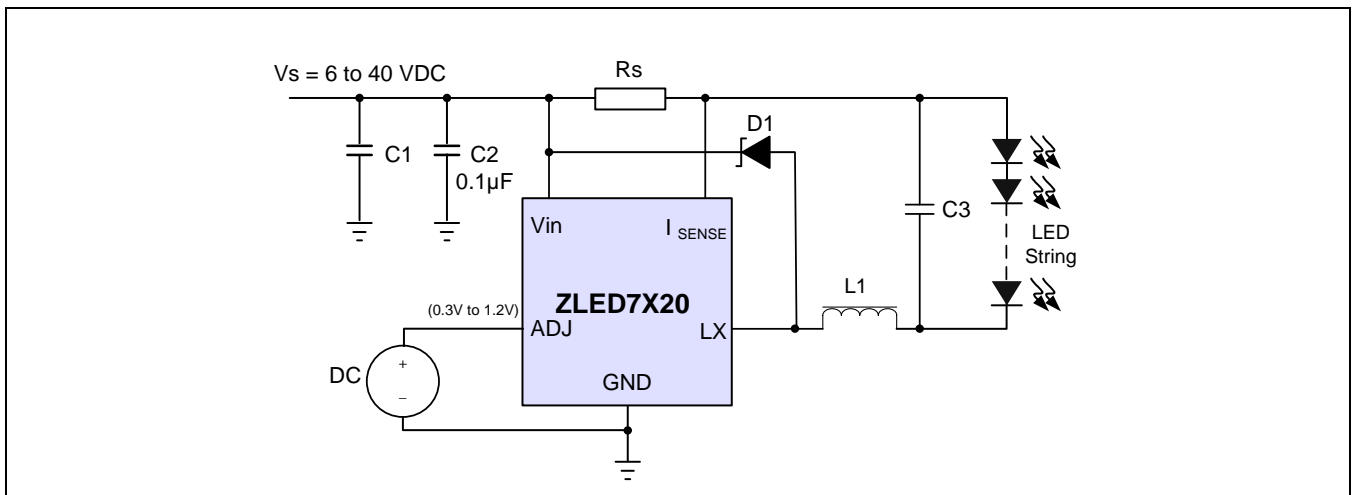 Vs = 6 to 40 VDC
Rs
D1
C1
C2
0.1µF
C3
Vin
I SENSE
LED
String
L1
ZLED7X20
(0.3V to 1.2V)
ADJ
LX
DC
+
–
GND